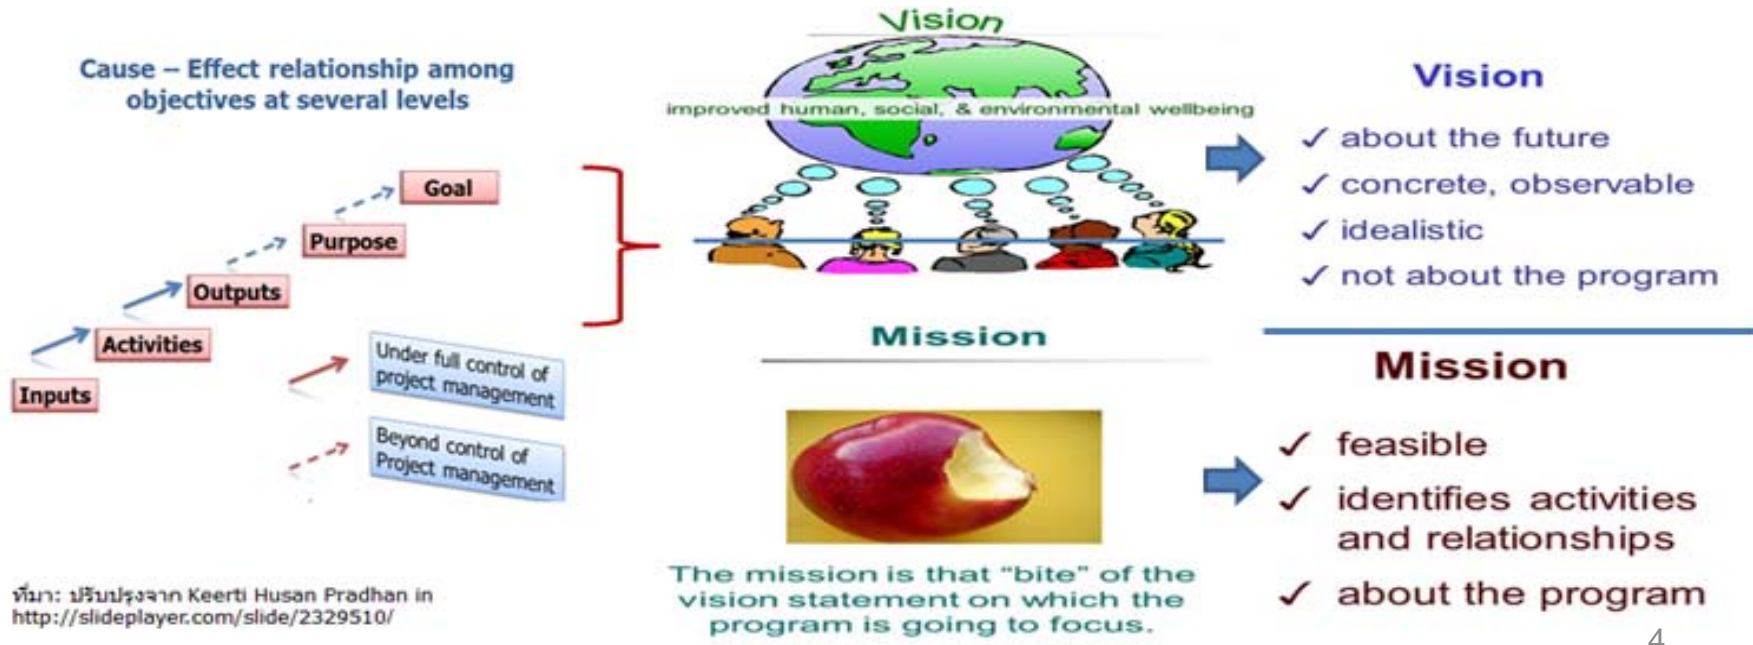 Cause – Effect relationship among
objectives at several levels
Goal
Purpose
Outputs
Activities
Inputs
Under full control of
project management
Beyond control of
Project management
ที่มา: ปรับปรุงจาก Keerti Husan Pradhan in
http://slideplayer.com/slide/2329510/
Vision
improved human, social, & environmental wellbeing
Mission
The mission is that "bite" of the
vision statement on which the
program is going to focus.
Vision
✓ about the future
✓ concrete, observable
✓ idealistic
✓ not about the program
Mission
✓ feasible
✓ identifies activities
and relationships
✓ about the program
4